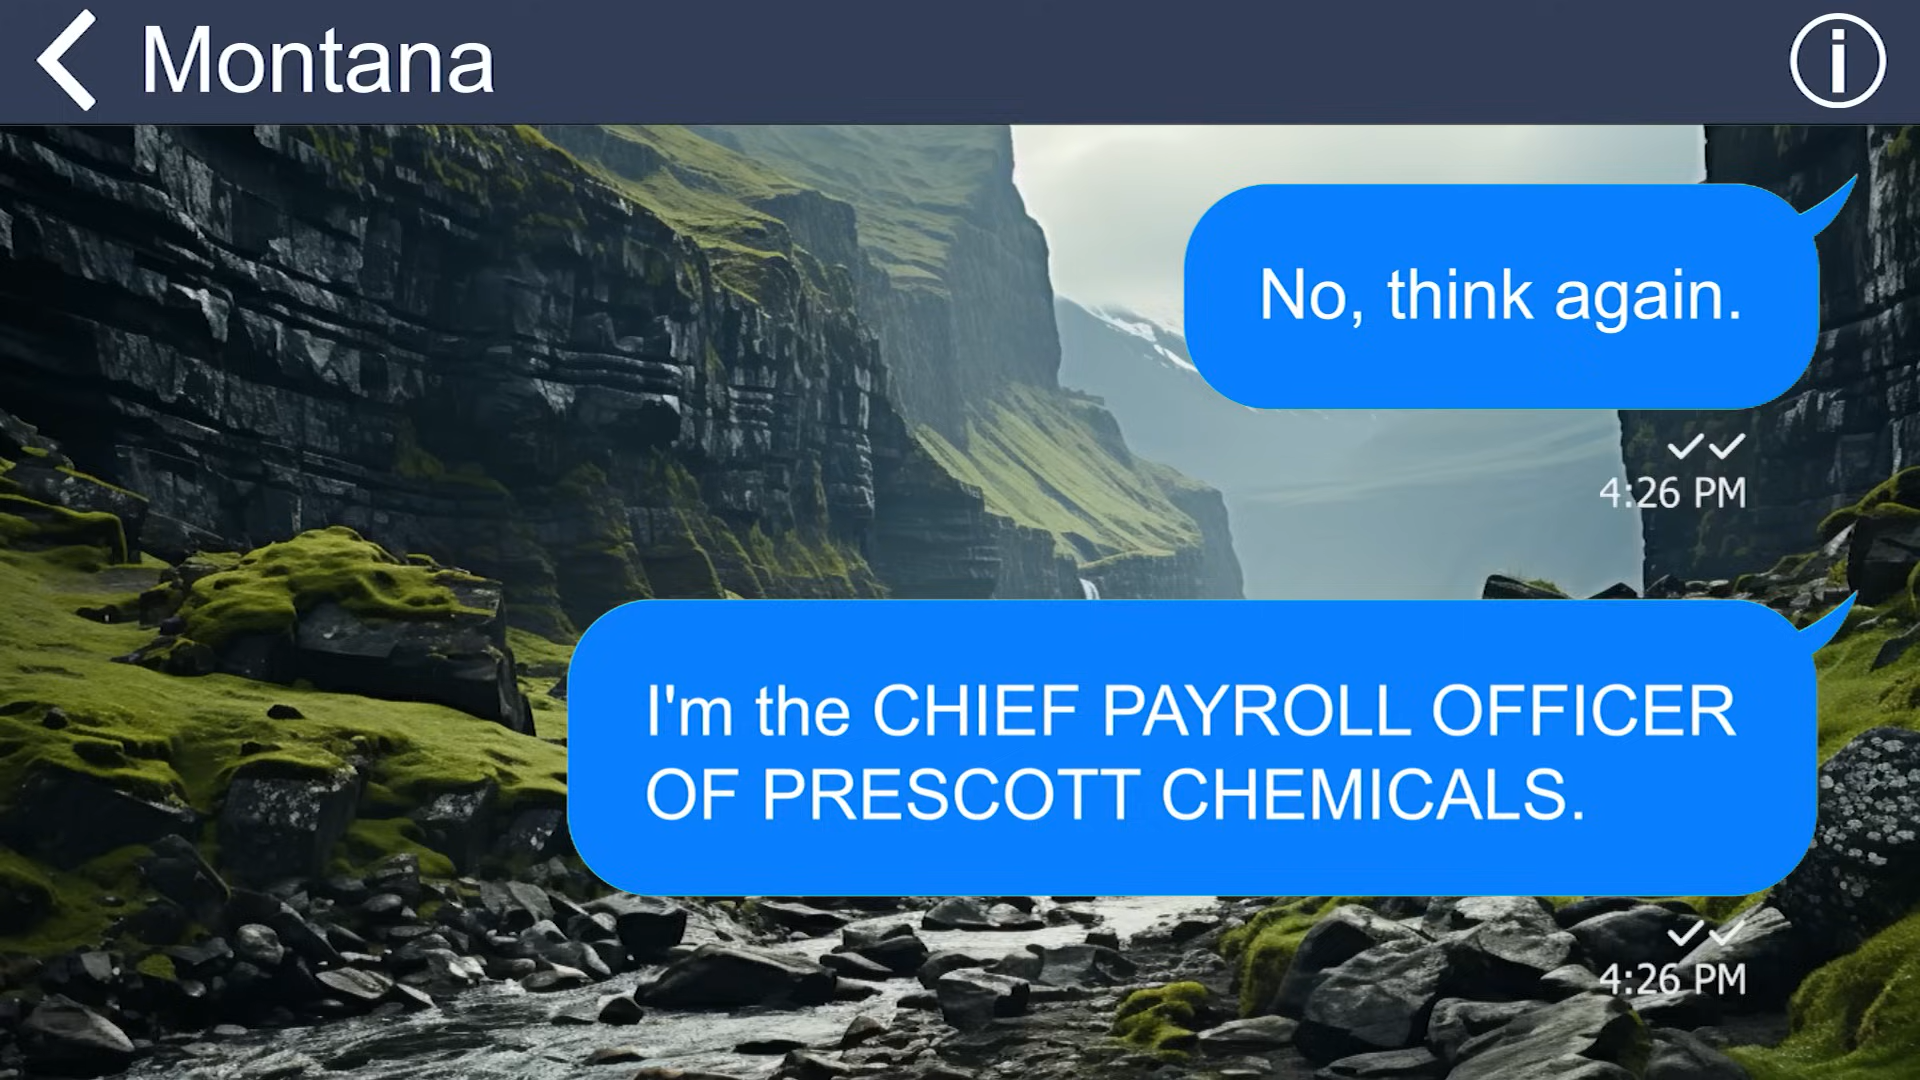 Montana
No, think again.
4:26 PM
I'm the CHIEF PAYROLL OFFICER
OF PRESCOTT CHEMICALS.
4:26 PM